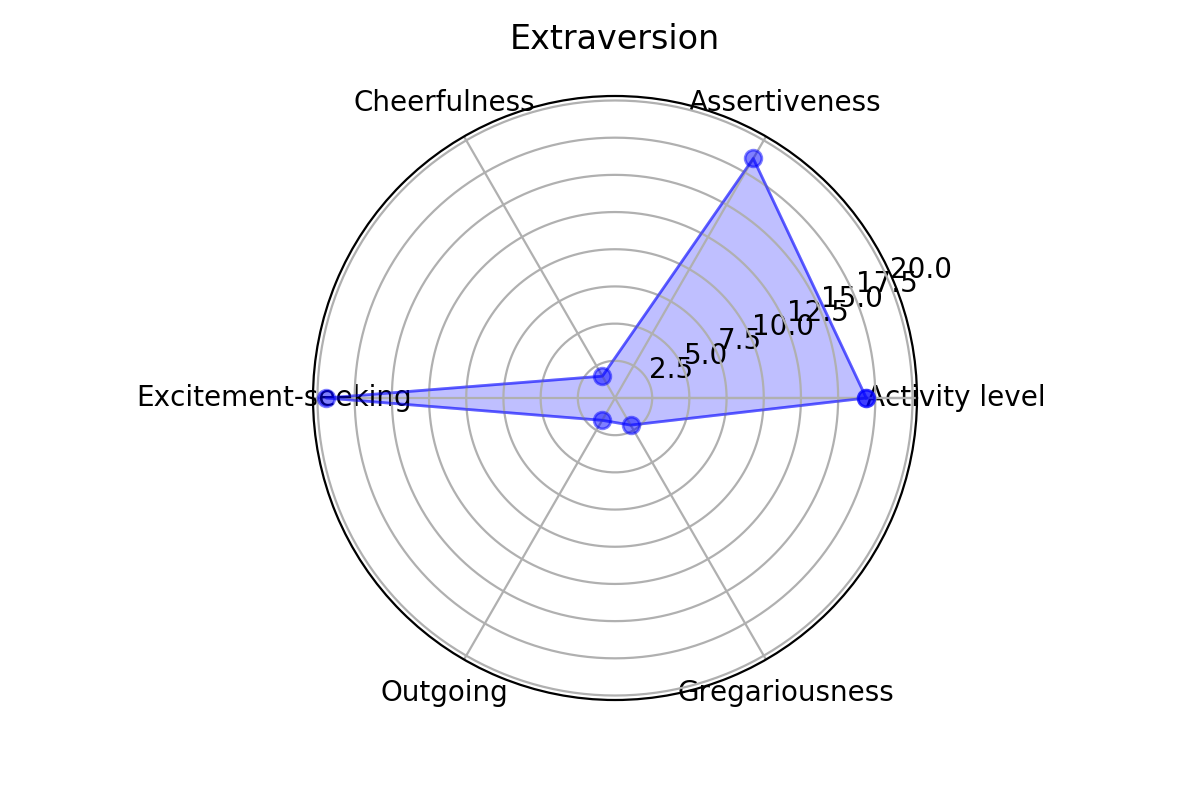 Extraversion
Cheerfulness
Assertiveness
20.0
17.5
15.0
12.5
10.0
7.5
5.0
2.5
Excitement-seeking
Activity level
Outgoing
Gregariousness